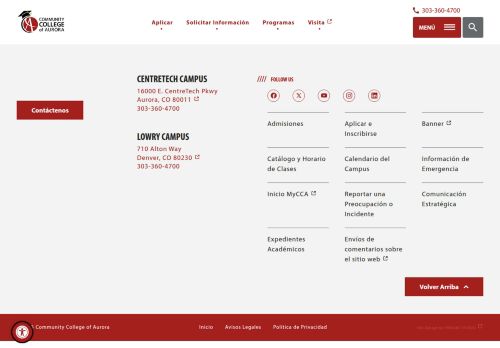 COMMUNITY
COLLEGE
of AURORA
Aplicar
Solicitar Información
Programas
Visita
303-360-4700
MENÚ
Contáctenos
CENTRETECH CAMPUS
16000 E. CentreTech Pkwy
Aurora, CO 80011
303-360-4700
LOWRY CAMPUS
710 Alton Way
Denver, CO 80230
303-360-4700
//// FOLLOW US
Admisiones
Aplicar e
Inscribirse
Banner
Catálogo y Horario
de Clases
Calendario del
Campus
Información de
Emergencia
Inicio MyCCA
Reportar una
Preocupación o
Incidente
Comunicación
Estratégica
Expedientes
Académicos
Envíos de
comentarios sobre
el sitio web
Volver Arriba
Community College of Aurora
Inicio
Avisos Legales
Política de Privacidad